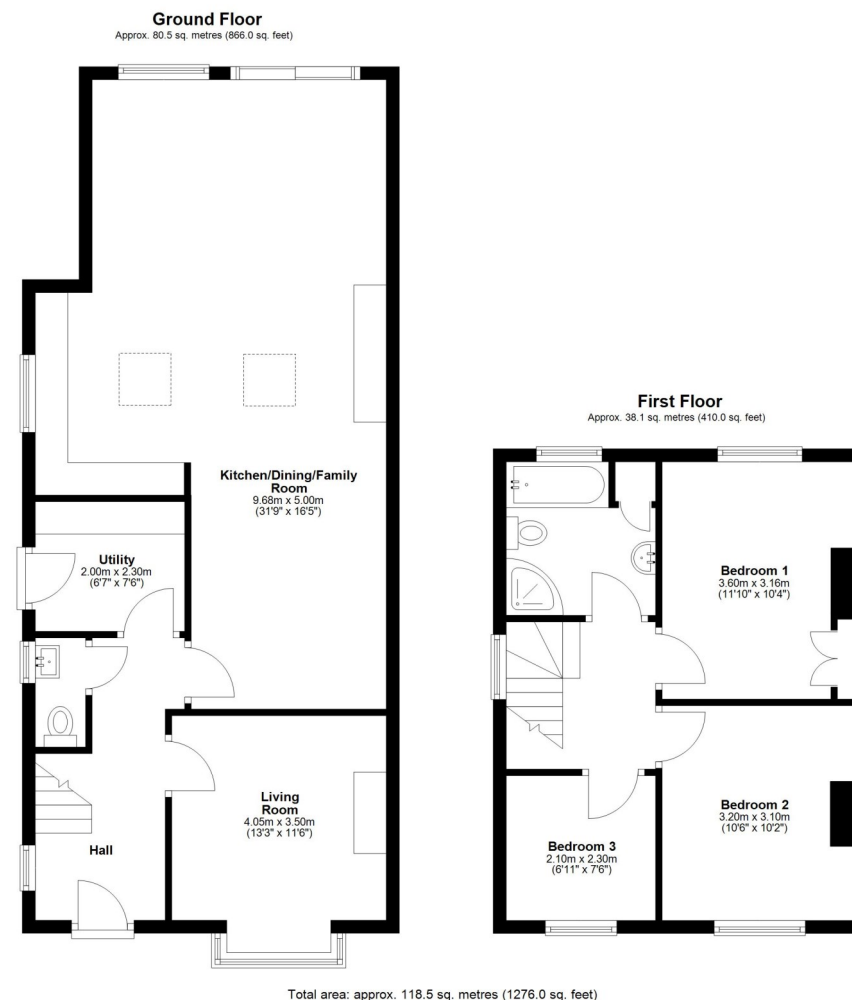 Ground Floor
Approx. 80.5 sq. metres (866.0 sq. feet)
Kitchen/Dining/Family
Room
9.68m x 5.00m
(31'9" x 16'5")
Utility
2.00m x 2.30m
(6'7" x 7'6")
Living
Room
4.05m x 3.50m
(13'3" x 11'6")
Hall
First Floor
Approx. 38.1 sq. metres (410.0 sq. feet)
Bedroom 1
3.60m x 3.16m
(11'10" x 10'4")
Bedroom 2
3.20m x 3.10m
(10'6" x 10'2")
Bedroom 3
2.10m x 2.30m
(6'11" x 7'6")
Total area: approx. 118.5 sq. metres (1276.0 sq. feet)